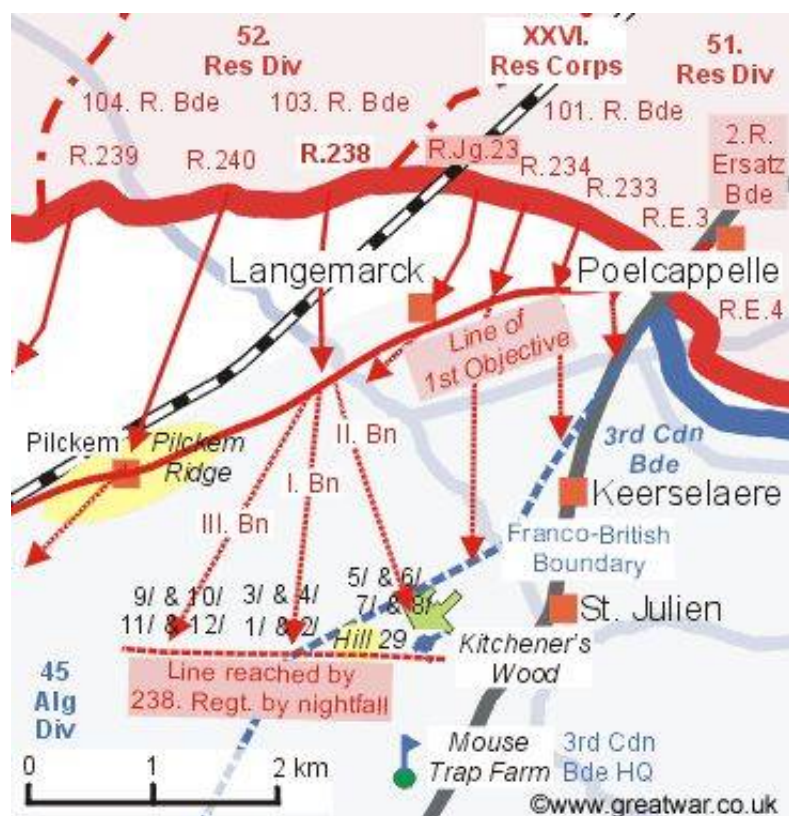 52.
Res Div
XXVI.
Res Corps
51.
Res Div
104. R. Bde
103. R. Bde
101. R. Bde
R.239
R.240
R.238
R.Jg.23
R.234
R.233
2.R.
Ersatz
Bde
R.E.3
Langemarck
Poelcappelle
R.E.4
Line of
1st Objective
Pilckem
Pilckem
Ridge
II. Bn
I. Bn
III. Bn
3rd Cdn
Bde
Keerselaere
Franco-British
Boundary
9/ & 10/
11/ & 12/
3/ & 4/
1/ & 2/
5/ & 6/
7/ & 8/
Hill 29
St. Julien
Kitchener's
Wood
Line reached by
238. Regt. by nightfall
45
Alg
Div
Mouse
Trap Farm
3rd Cdn
Bde HQ
0 1 2 km
©www.greatwar.co.uk